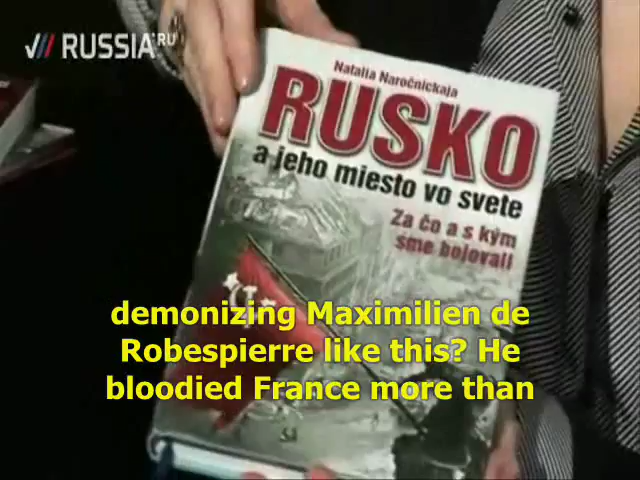 RUSSIA.RU
Natalia Naročnickaja
RUSKO
a jeho miesto vo svete
Za čo a s kým
sme bojovali
demonizing Maximilien de
Robespierre like this? He
bloodied France more than